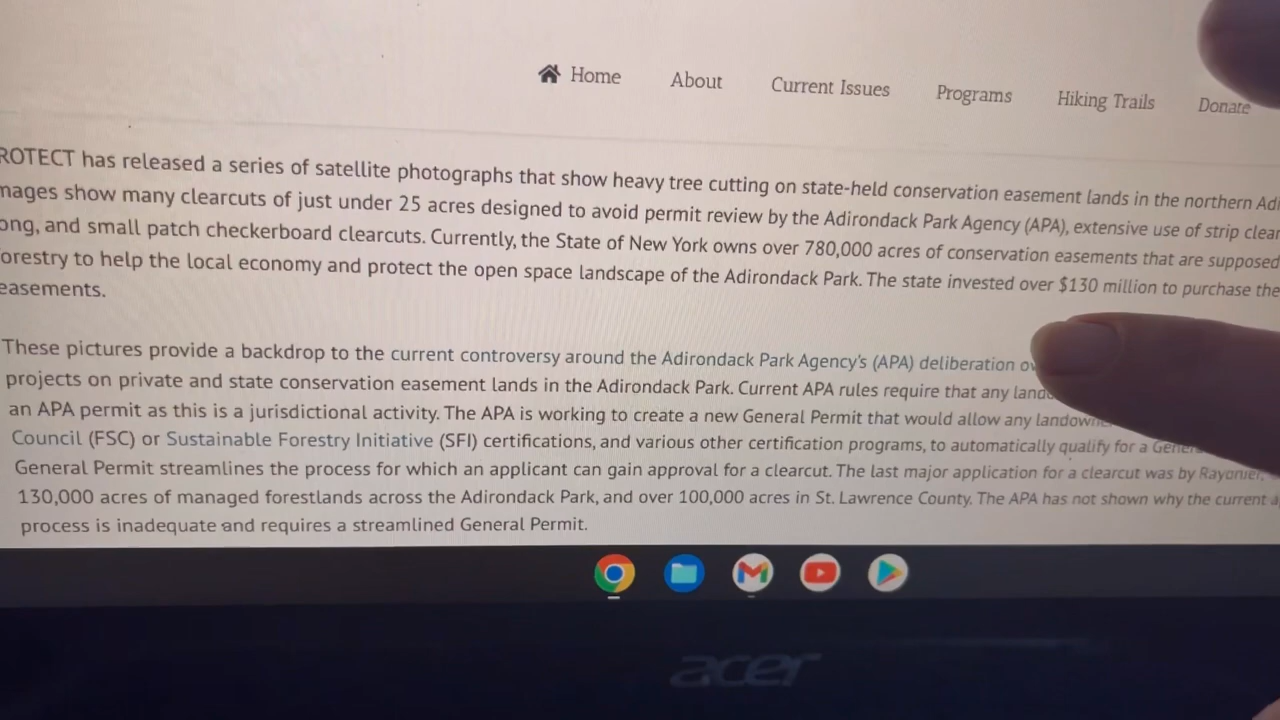 Home About Current Issues Programs Hiking Trails Donate
ROTECT has released a series of satellite photographs that show heavy tree cutting on state-held conservation easement lands in the northern Adi
mages show many clearcuts of just under 25 acres designed to avoid permit review by the Adirondack Park Agency (APA), extensive use of strip clear
ong, and small patch checkerboard clearcuts. Currently, the State of New York owns over 780,000 acres of conservation easements that are supposed
orestry to help the local economy and protect the open space landscape of the Adirondack Park. The state invested over $130 million to purchase the
easements.
These pictures provide a backdrop to the current controversy around the Adirondack Park Agency's (APA) deliberation
projects on private and state conservation easement lands in the Adirondack Park. Current APA rules require that any
an APA permit as this is a jurisdictional activity. The APA is working to create a new General Permit that would allow any
Council (FSC) or Sustainable Forestry Initiative (SFI) certifications, and various other certification programs, to automatically qualify for a
General Permit streamlines the process for which an applicant can gain approval for a clearcut. The last major application for a clearcut was by Rayonier,
130,000 acres of managed forestlands across the Adirondack Park, and over 100,000 acres in St. Lawrence County. The APA has not shown why the current a
process is inadequate and requires a streamlined General Permit.
acer